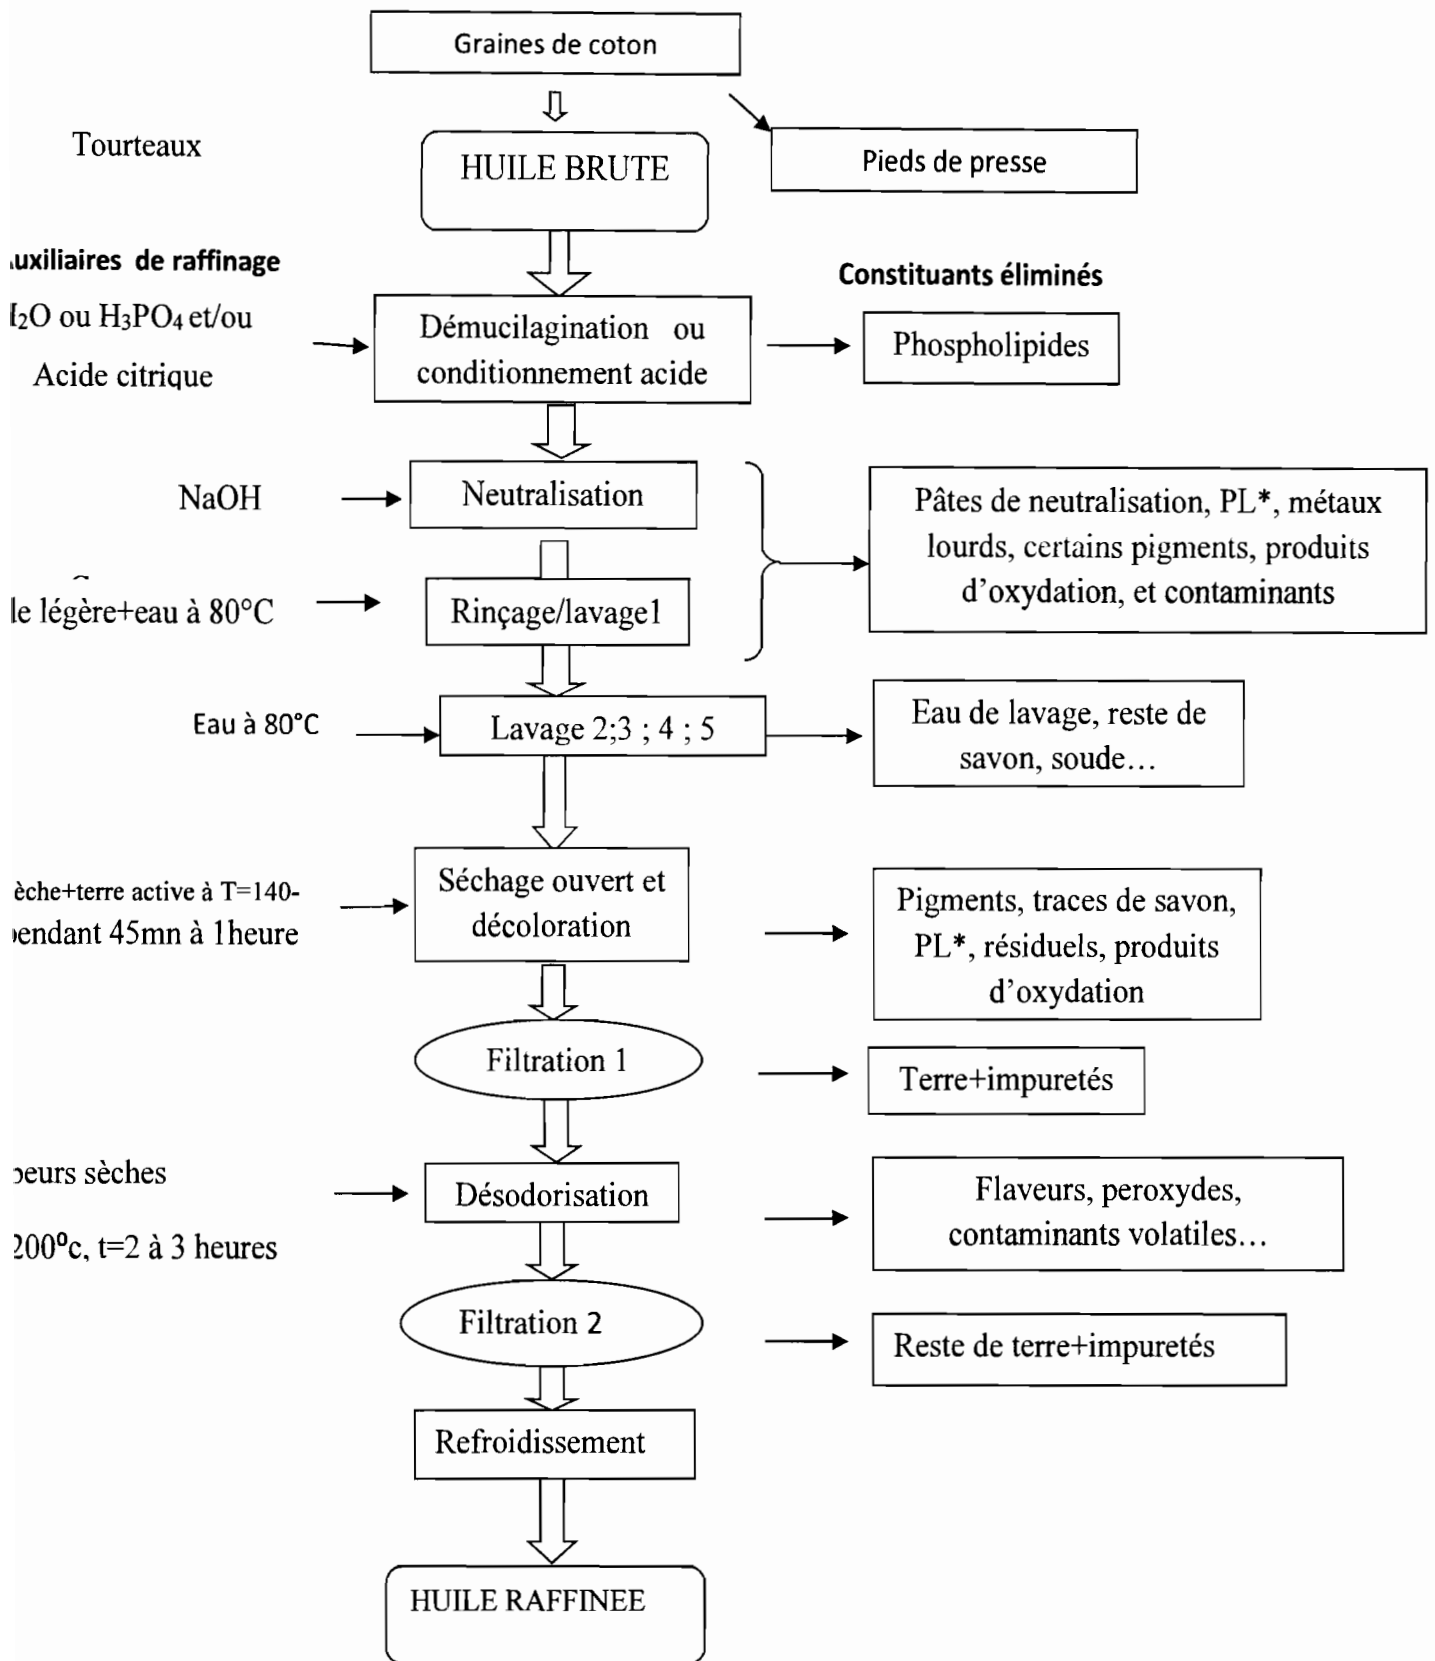 Graines de coton
Tourteaux
HUILE BRUTE
Pieds de presse
uxiliaires de raffinage
Constituants éliminés
I₂O ou H₃PO₄ et/ou
Acide citrique
Démucilagination ou
conditionnement acide
Phospholipides
NaOH
Neutralisation
Pâtes de neutralisation, PL*, métaux
lourds, certains pigments, produits
d'oxydation, et contaminants
le légère+eau à 80°C
Rinçage/lavage1
Eau à 80°C
Lavage 2;3 ; 4 ; 5
Eau de lavage, reste de
savon, soude...
èche+terre active à T=140-
pendant 45mn à 1heure
Séchage ouvert et
décoloration
Pigments, traces de savon,
PL*, résiduels, produits
d'oxydation
Filtration 1
Terre+impuretés
peurs sèches
200°c, t=2 à 3 heures
Désodorisation
Flaveurs, peroxydes,
contaminants volatiles...
Filtration 2
Reste de terre+impuretés
Refroidissement
HUILE RAFFINEE